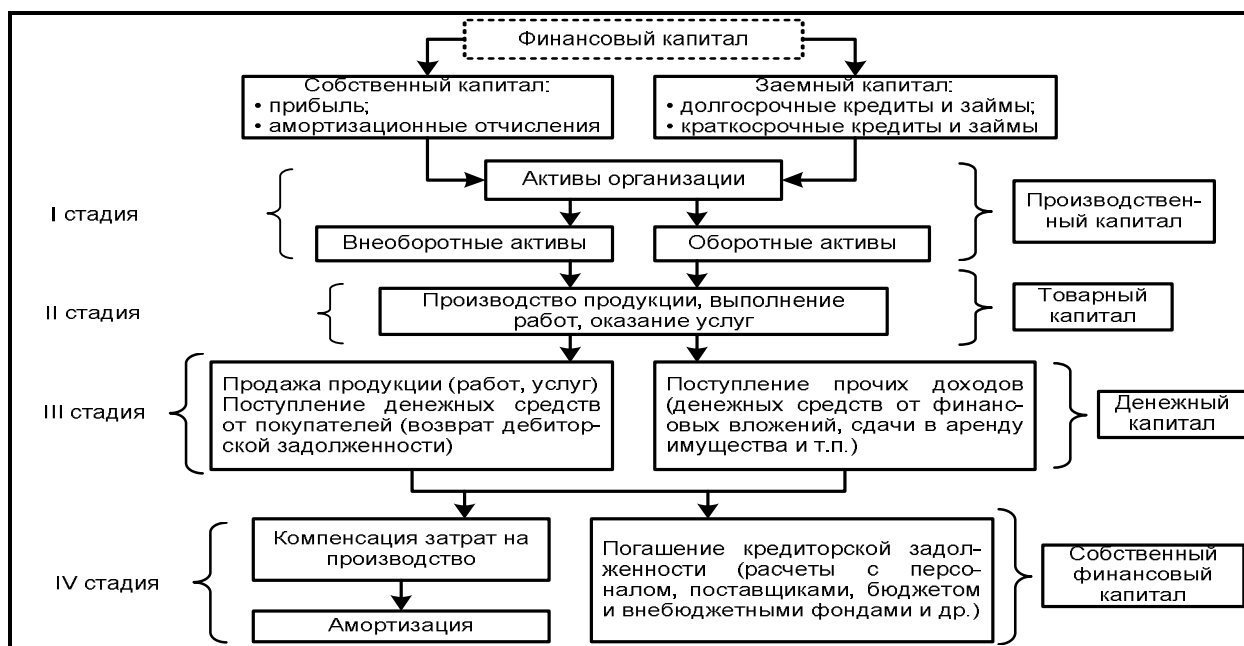 Финансовый капитал
Собственный капитал:
• прибыль;
• амортизационные отчисления
Заемный капитал:
• долгосрочные кредиты и займы;
• краткосрочные кредиты и займы
Активы организации
I стадия
Производствен-
ный капитал
Внеоборотные активы
Оборотные активы
II стадия
Производство продукции, выполнение
работ, оказание услуг
Товарный
капитал
III стадия
Продажа продукции (работ, услуг)
Поступление денежных средств
от покупателей (возврат дебитор-
ской задолженности)
Поступление прочих доходов
(денежных средств от финан-
совых вложений, сдачи в аренду
имущества и т.п.)
Денежный
капитал
IV стадия
Компенсация затрат на
производство
Амортизация
Погашение кредиторской задол-
женности (расчеты с персо-
налом, поставщиками, бюджетом
и внебюджетными фондами и др.)
Собственный
финансовый
капитал